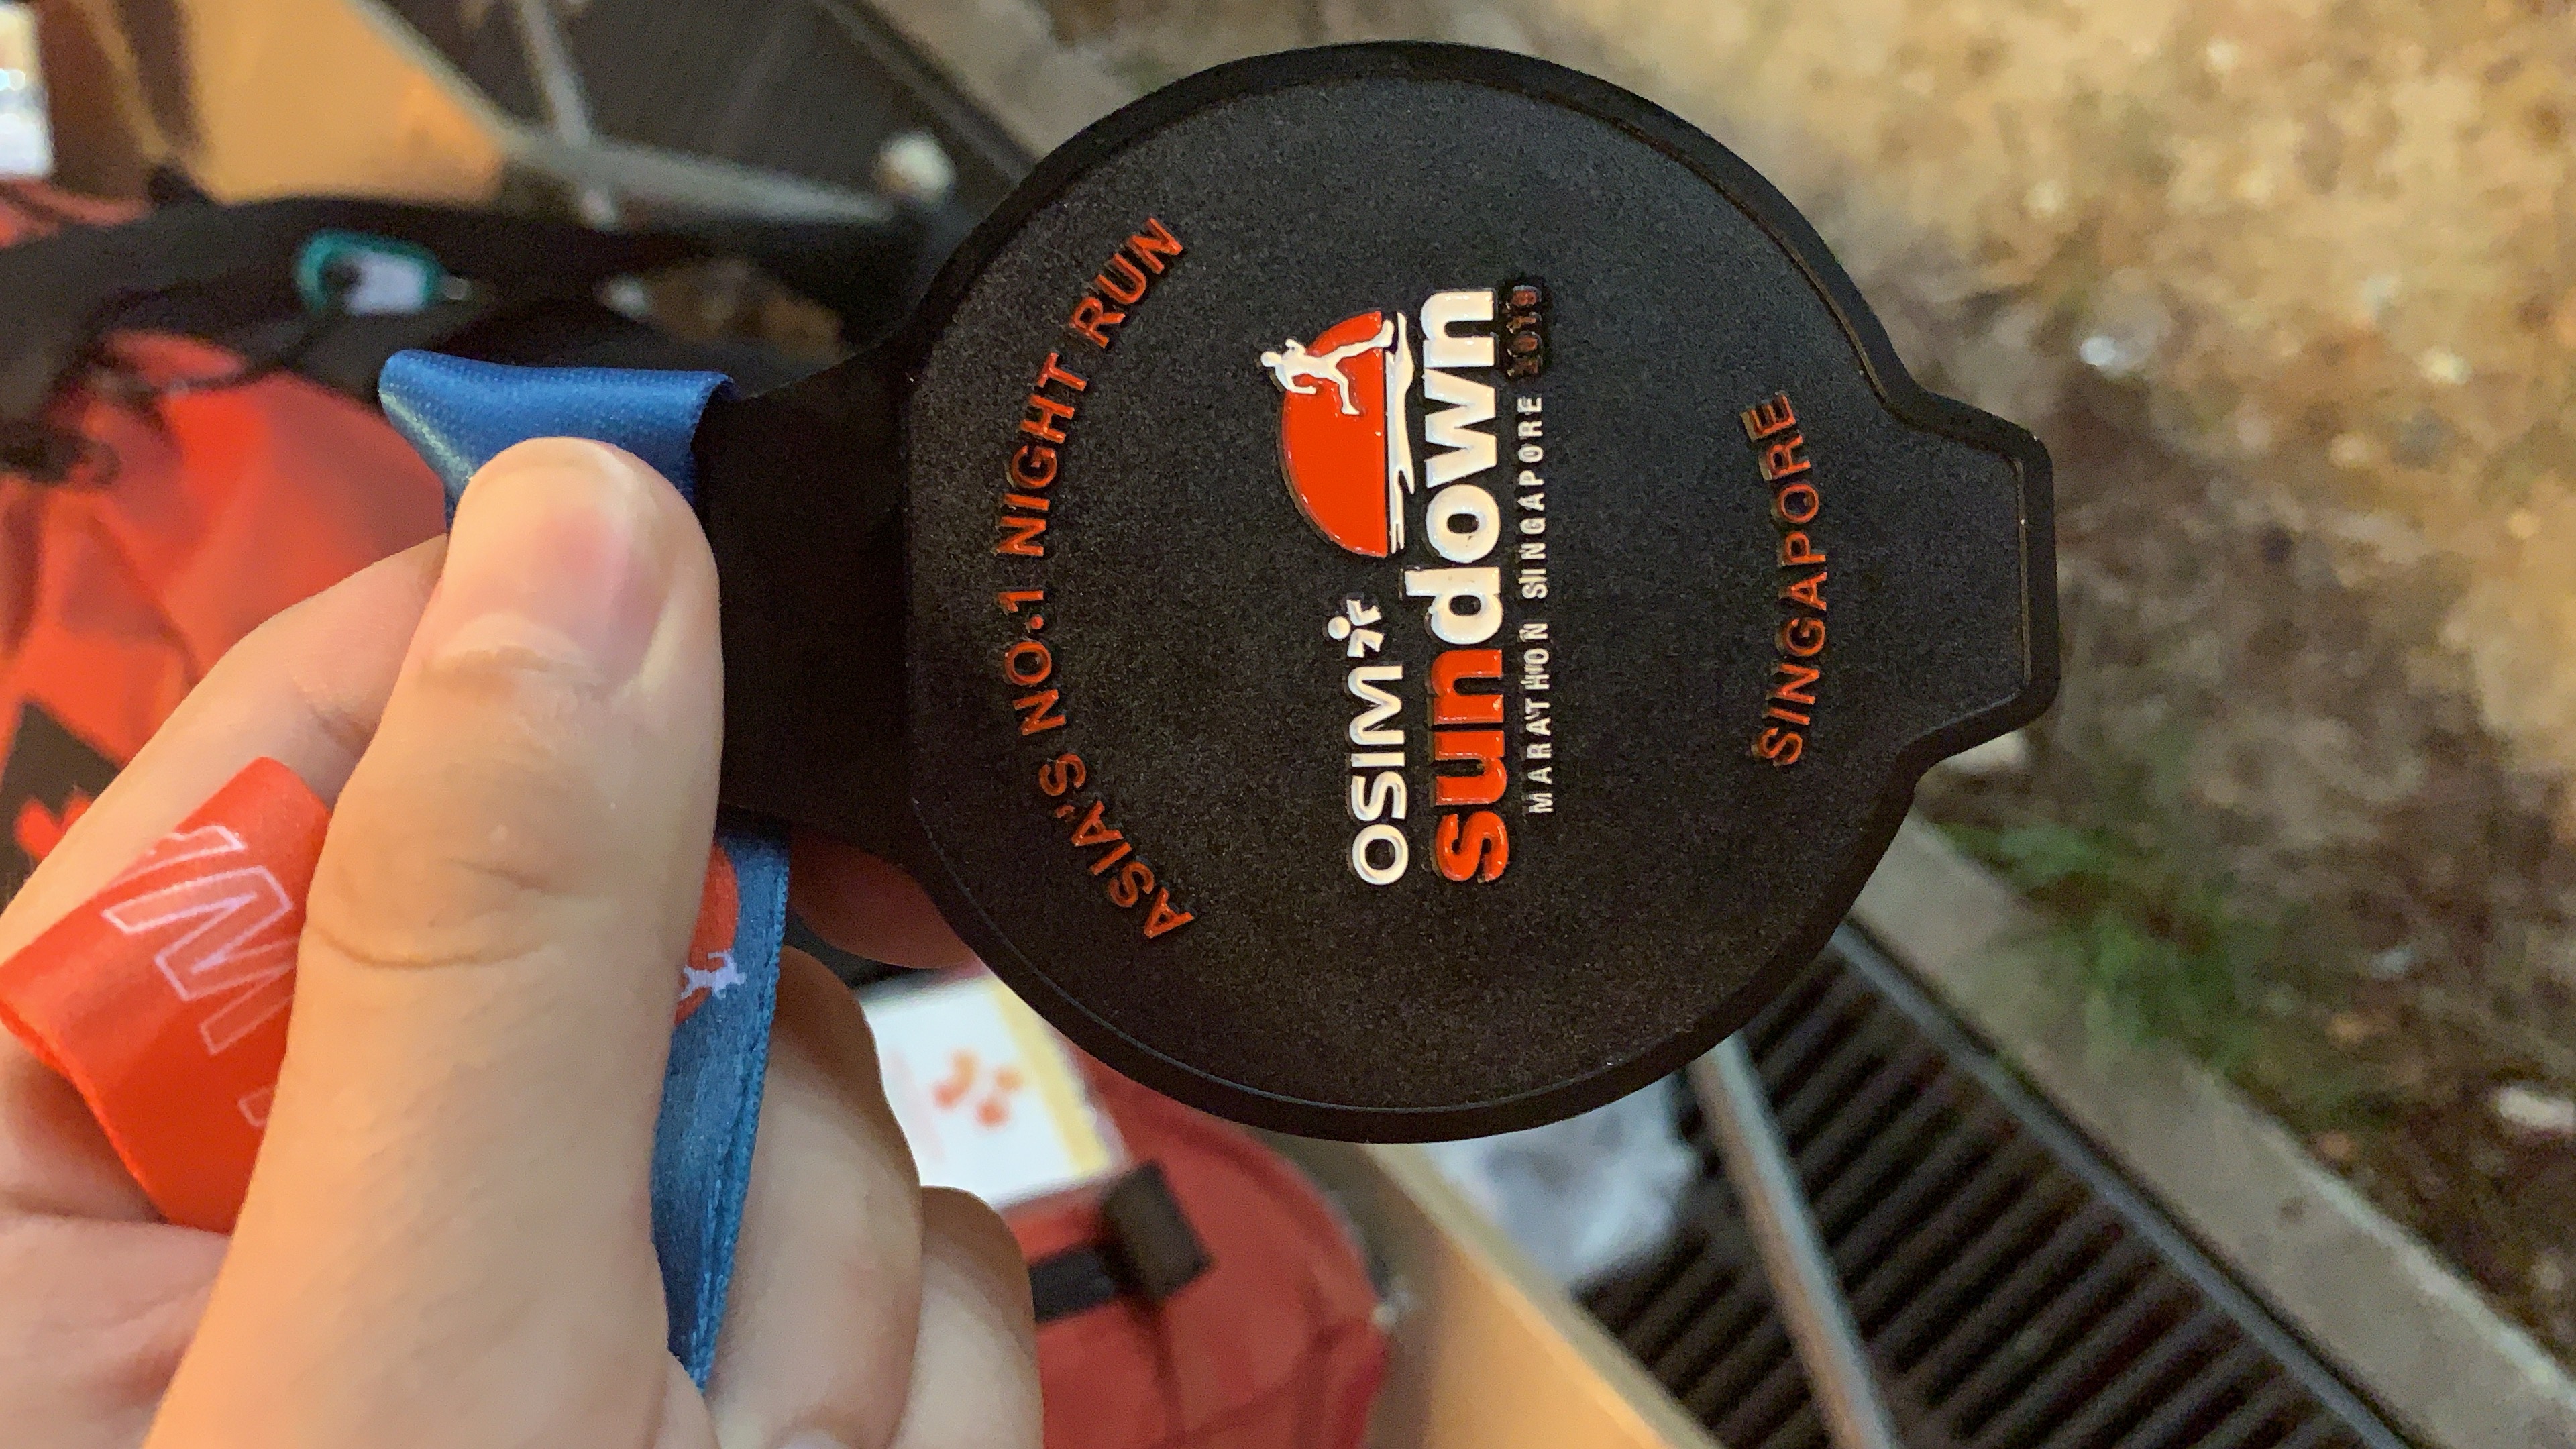 ASIA'S NO.1 NIGHT RUN
OSIM
sundown
MARATHON SINGAPORE
SINGAPORE